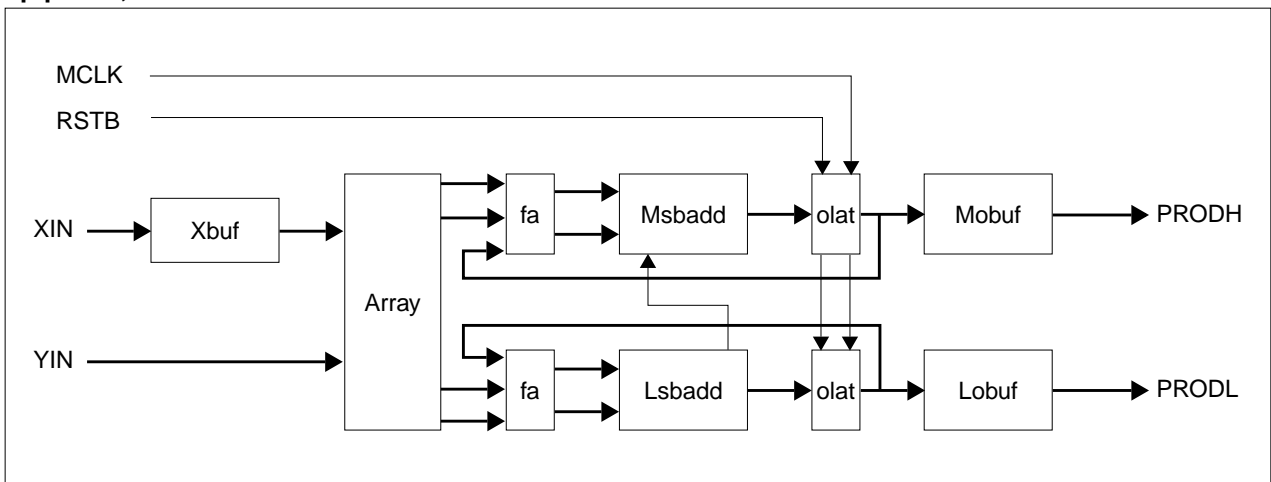 MCLK
RSTB
XIN
Xbuf
Array
fa
Msbadd
olat
Mobuf
PRODH
YIN
fa
Lsbadd
olat
Lobuf
PRODL